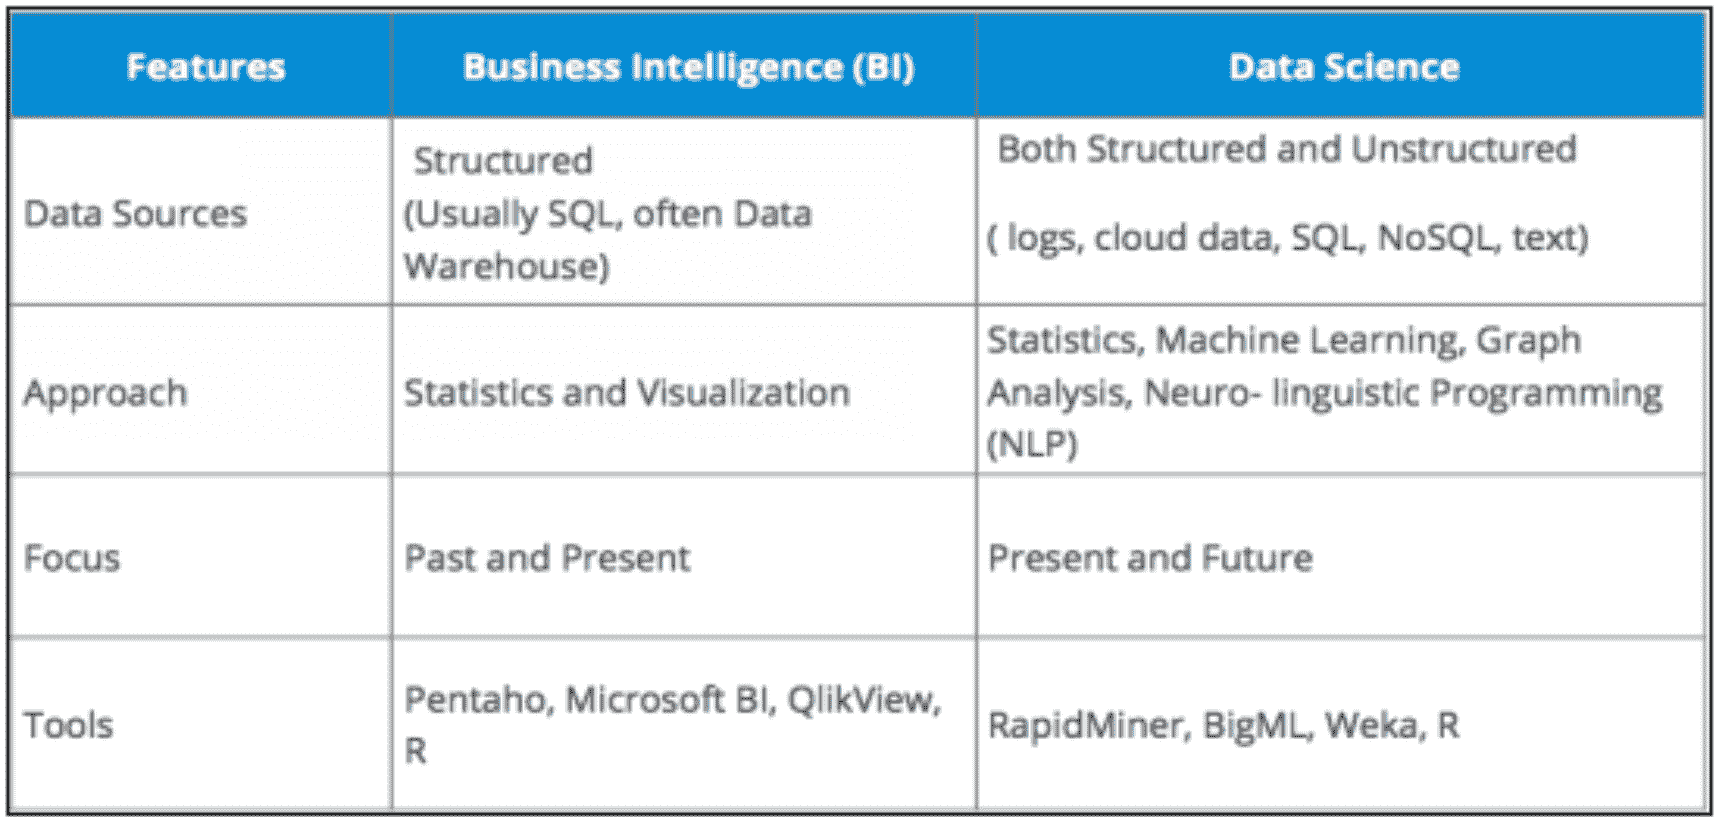 Features
Business Intelligence (BI)
Data Science
Data Sources
Structured
(Usually SQL, often Data
Warehouse)
Both Structured and Unstructured
( logs, cloud data, SQL, NoSQL, text)
Approach
Statistics and Visualization
Statistics, Machine Learning, Graph
Analysis, Neuro- linguistic Programming
(NLP)
Focus
Past and Present
Present and Future
Tools
Pentaho, Microsoft BI, QlikView,
R
RapidMiner, BigML, Weka, R